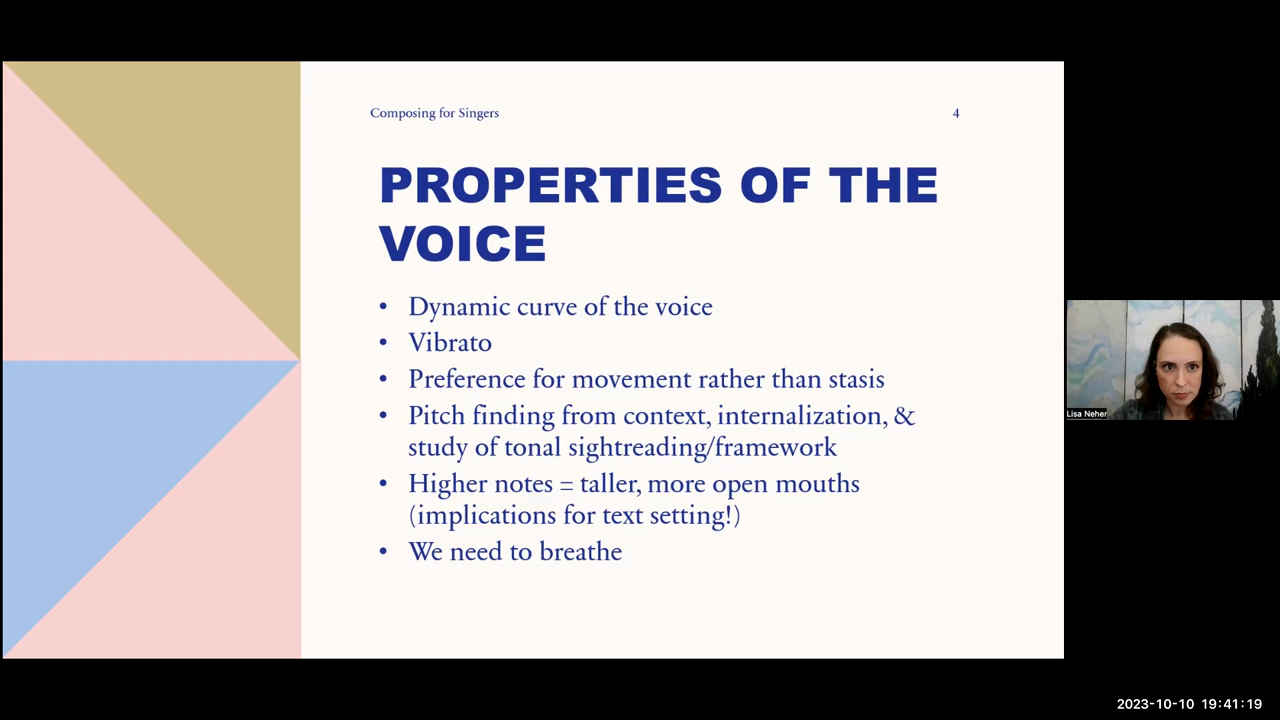 Composing for Singers
4
PROPERTIES OF THE
VOICE
• Dynamic curve of the voice
• Vibrato
• Preference for movement rather than stasis
• Pitch finding from context, internalization, &
study of tonal sightreading/framework
• Higher notes = taller, more open mouths
(implications for text setting!)
• We need to breathe
Lisa Neher
2023-10-10 19:41:19